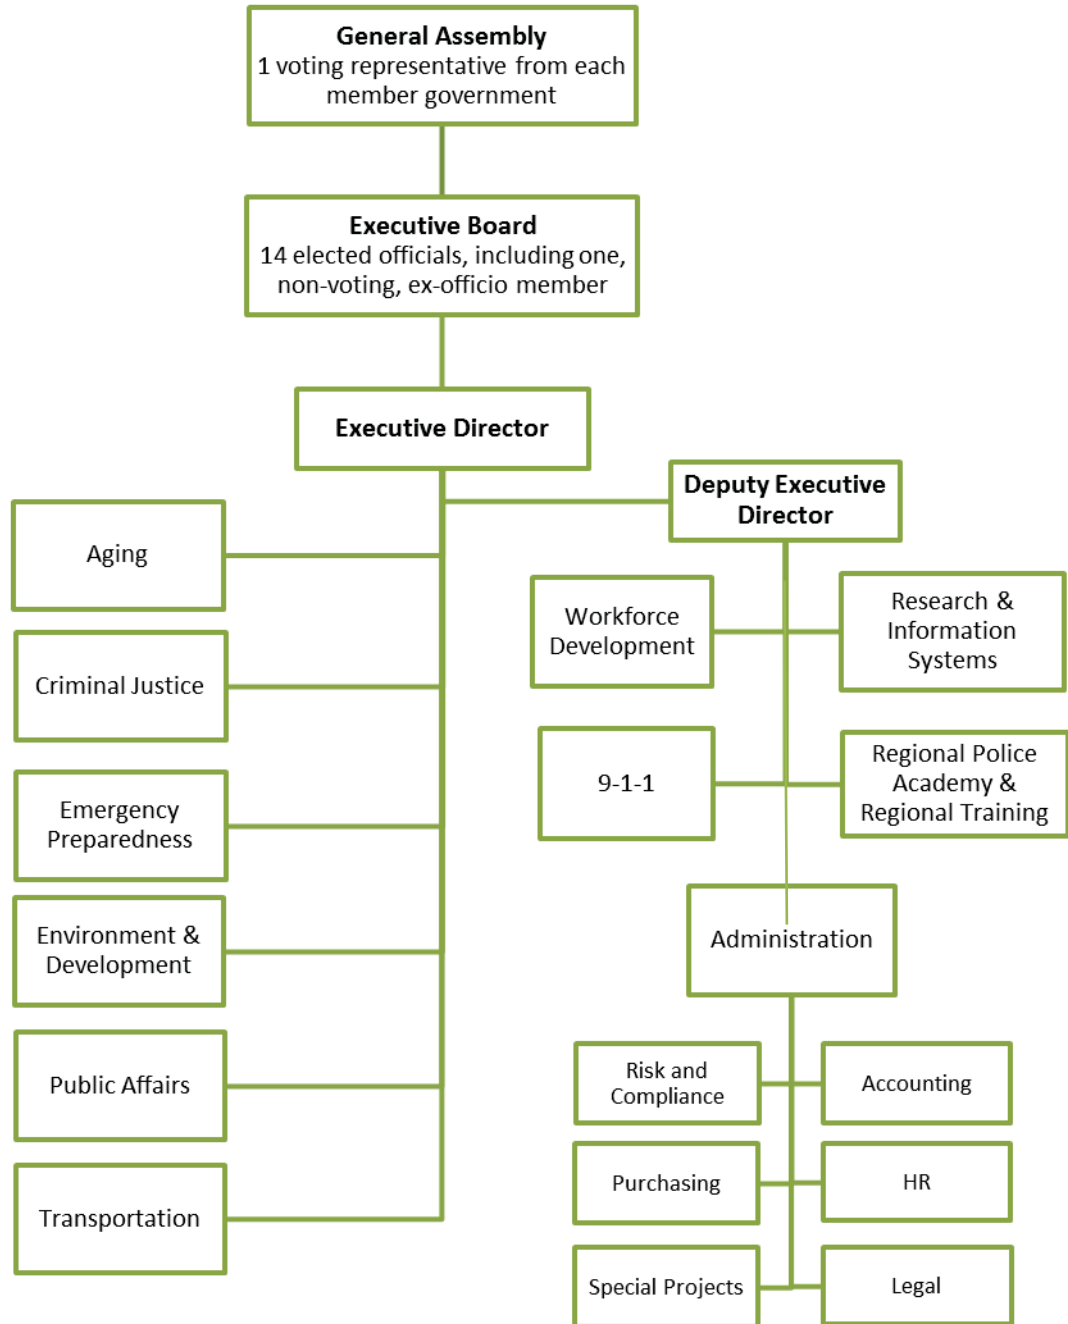 General Assembly
1 voting representative from each
member government
Executive Board
14 elected officials, including one,
non-voting, ex-officio member
Executive Director
Deputy Executive
Director
Aging
Criminal Justice
Emergency
Preparedness
Environment &
Development
Public Affairs
Transportation
Workforce
Development
Research &
Information
Systems
9-1-1
Regional Police
Academy &
Regional Training
Administration
Risk and
Compliance
Accounting
Purchasing
HR
Special Projects
Legal